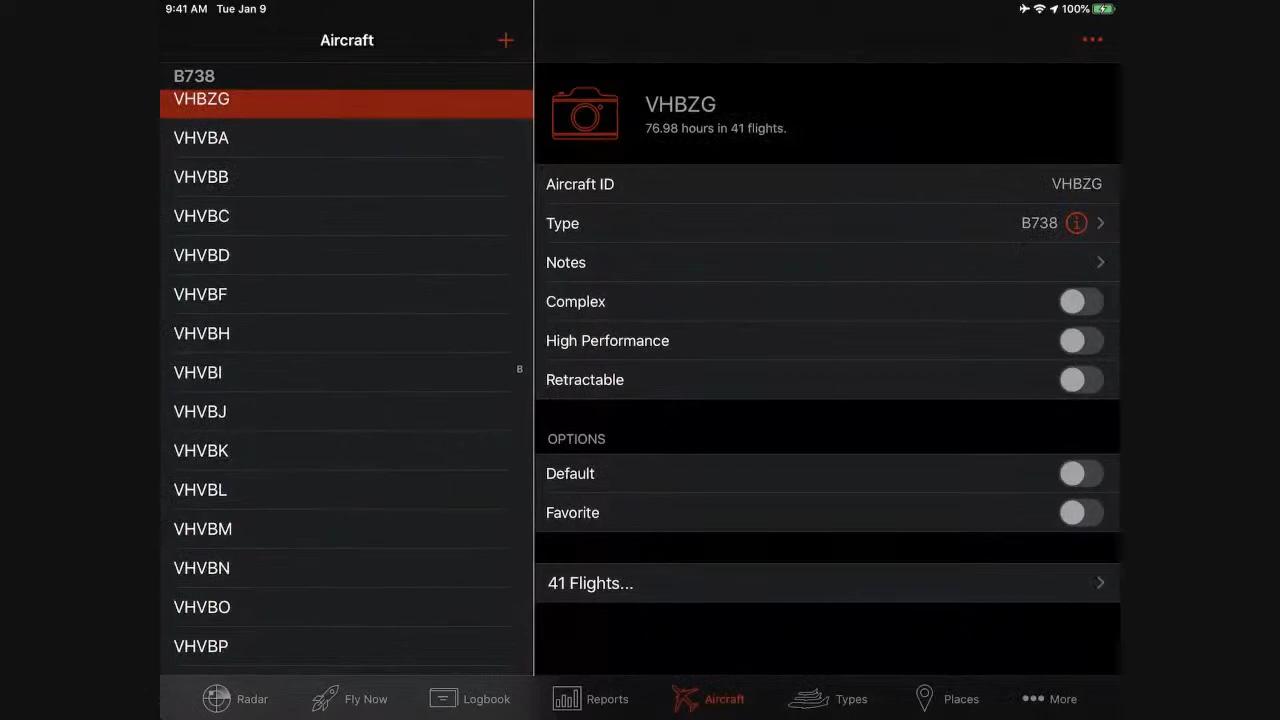 9:41 AM Tue Jan 9
100%
Aircraft
B738
VHBZG
VHVBA
VHVBB
VHVBC
VHVBD
VHVBF
VHVBH
VHVBI
VHVBJ
VHVBK
VHVBL
VHVBM
VHVBN
VHVBO
VHVBP
B
VHBZG
76.98 hours in 41 flights.
Aircraft ID VHBZG
Type B738
Notes
Complex
High Performance
Retractable
OPTIONS
Default
Favorite
41 Flights...
Radar Fly Now Logbook Reports Aircraft Types Places More